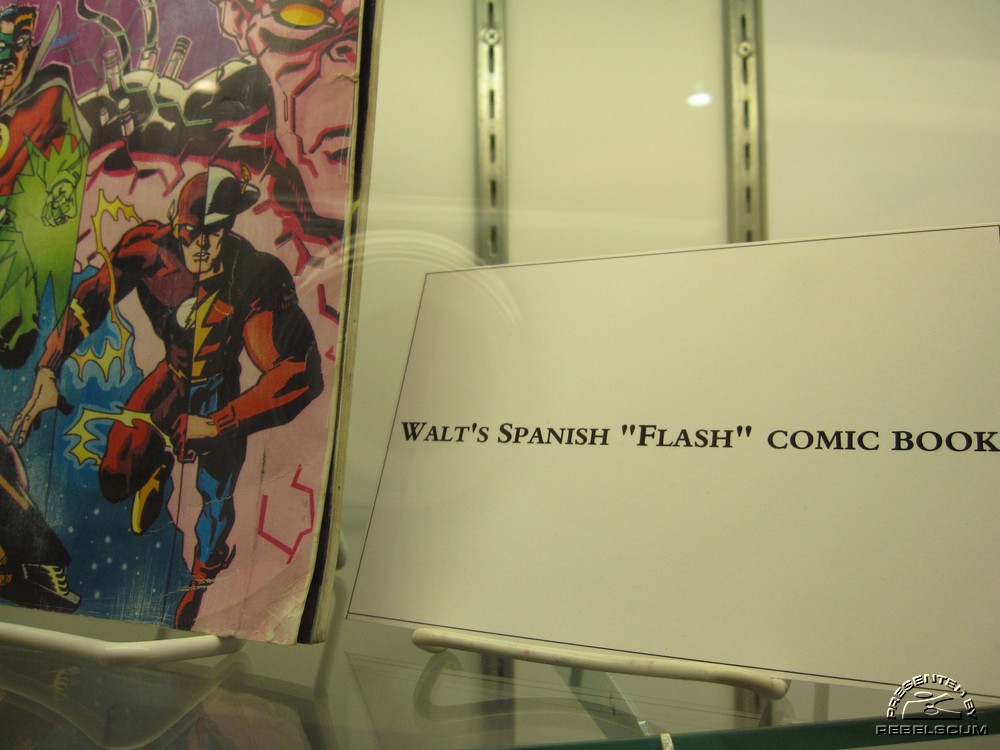 WALT'S SPANISH "FLASH" COMIC BOOK
PRESENTED BY
REBELSCUM